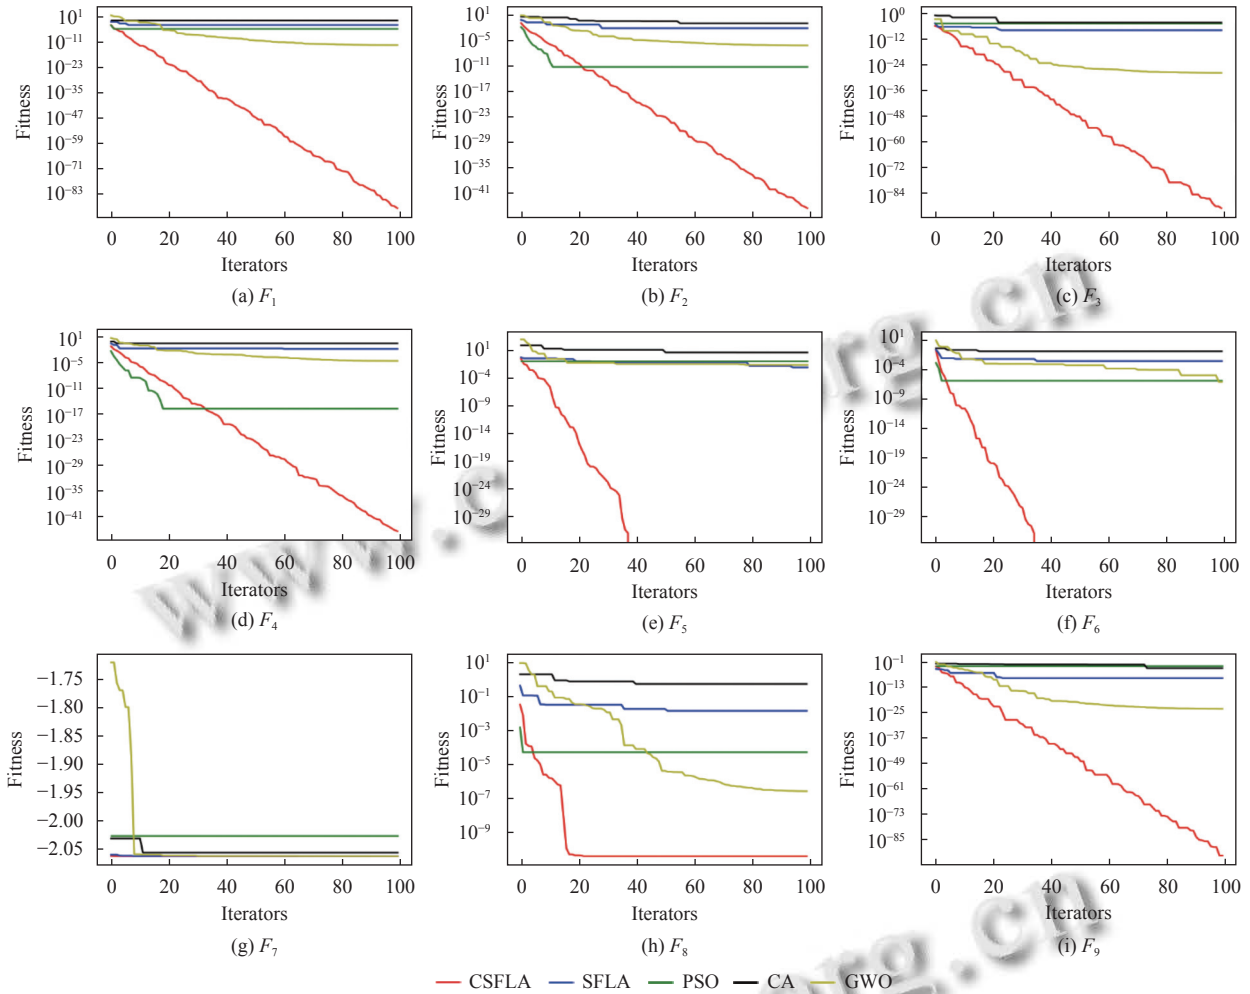 Fitness
10^1
10^−11
10^−23
10^−35
10^−47
10^−59
10^−71
10^−83
0 20 40 60 80 100
Iterators
(a) F_1
Fitness
10^1
10^−5
10^−11
10^−17
10^−23
10^−29
10^−35
10^−41
0 20 40 60 80 100
Iterators
(b) F_2
Fitness
10^0
10^−12
10^−24
10^−36
10^−48
10^−60
10^−72
10^−84
0 20 40 60 80 100
Iterators
(c) F_3
Fitness
10^1
10^−5
10^−11
10^−17
10^−23
10^−29
10^−35
10^−41
0 20 40 60 80 100
Iterators
(d) F_4
Fitness
10^1
10^−4
10^−9
10^−14
10^−19
10^−24
10^−29
0 20 40 60 80 100
Iterators
(e) F_5
Fitness
10^1
10^−4
10^−9
10^−14
10^−19
10^−24
10^−29
0 20 40 60 80 100
Iterators
(f) F_6
Fitness
−1.75
−1.80
−1.85
−1.90
−1.95
−2.00
−2.05
0 20 40 60 80 100
Iterators
(g) F_7
Fitness
10^1
10^−1
10^−3
10^−5
10^−7
10^−9
0 20 40 60 80 100
Iterators
(h) F_8
Fitness
10^−1
10^−13
10^−25
10^−37
10^−49
10^−61
10^−73
10^−85
0 20 40 60 80 100
Iterators
(i) F_9
CSFLA SFLA PSO CA GWO